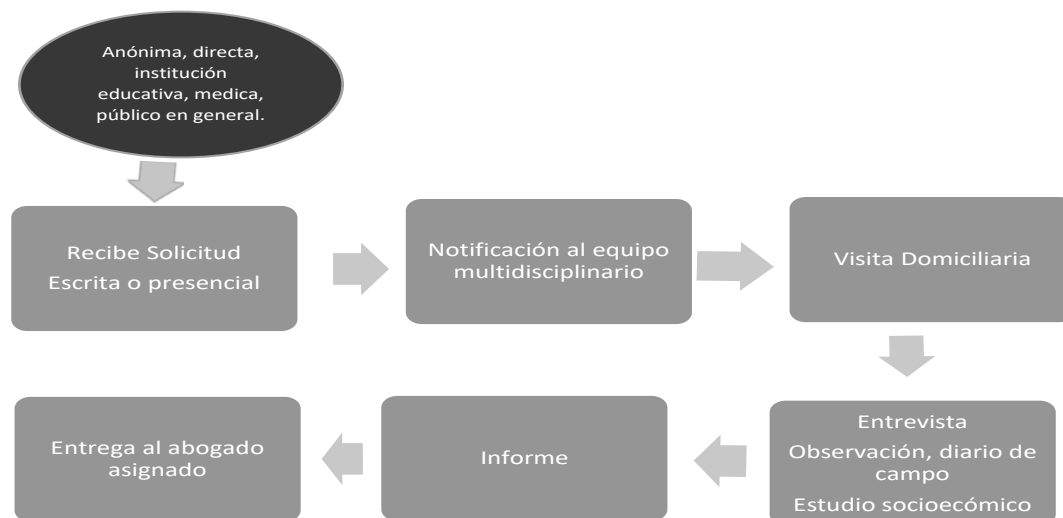 Anónima, directa,
institución
educativa, medica,
público en general.
Recibe Solicitud
Escrita o presencial
Notificación al equipo
multidisciplinario
Visita Domiciliaria
Entrevista
Observación, diario de
campo
Estudio socioecómico
Informe
Entrega al abogado
asignado